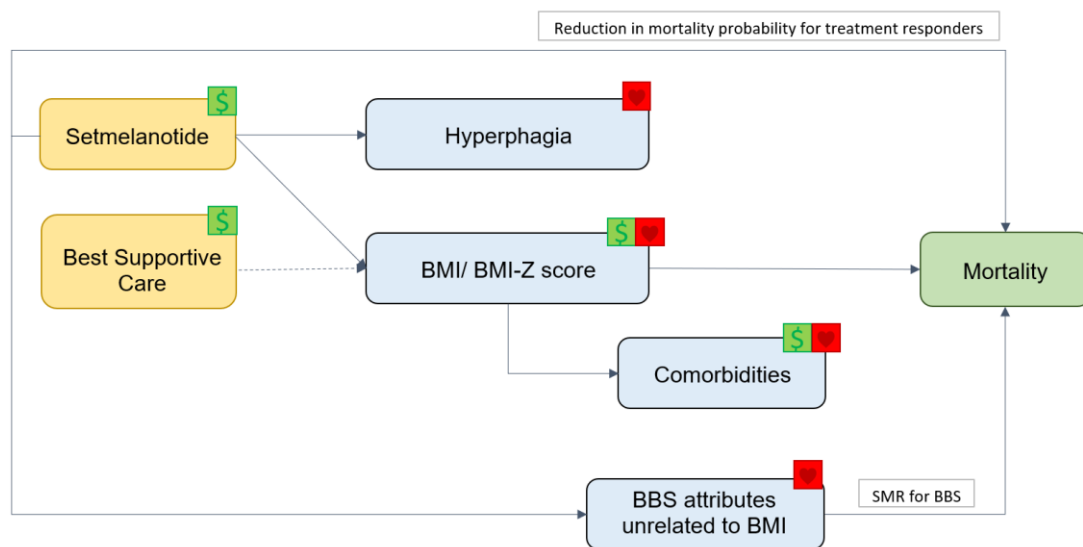 Reduction in mortality probability for treatment responders
$
Setmelanotide
Hyperphagia
$
Best Supportive
Care
$
BMI/ BMI-Z score
Mortality
$
Comorbidities
BBS attributes
unrelated to BMI
SMR for BBS